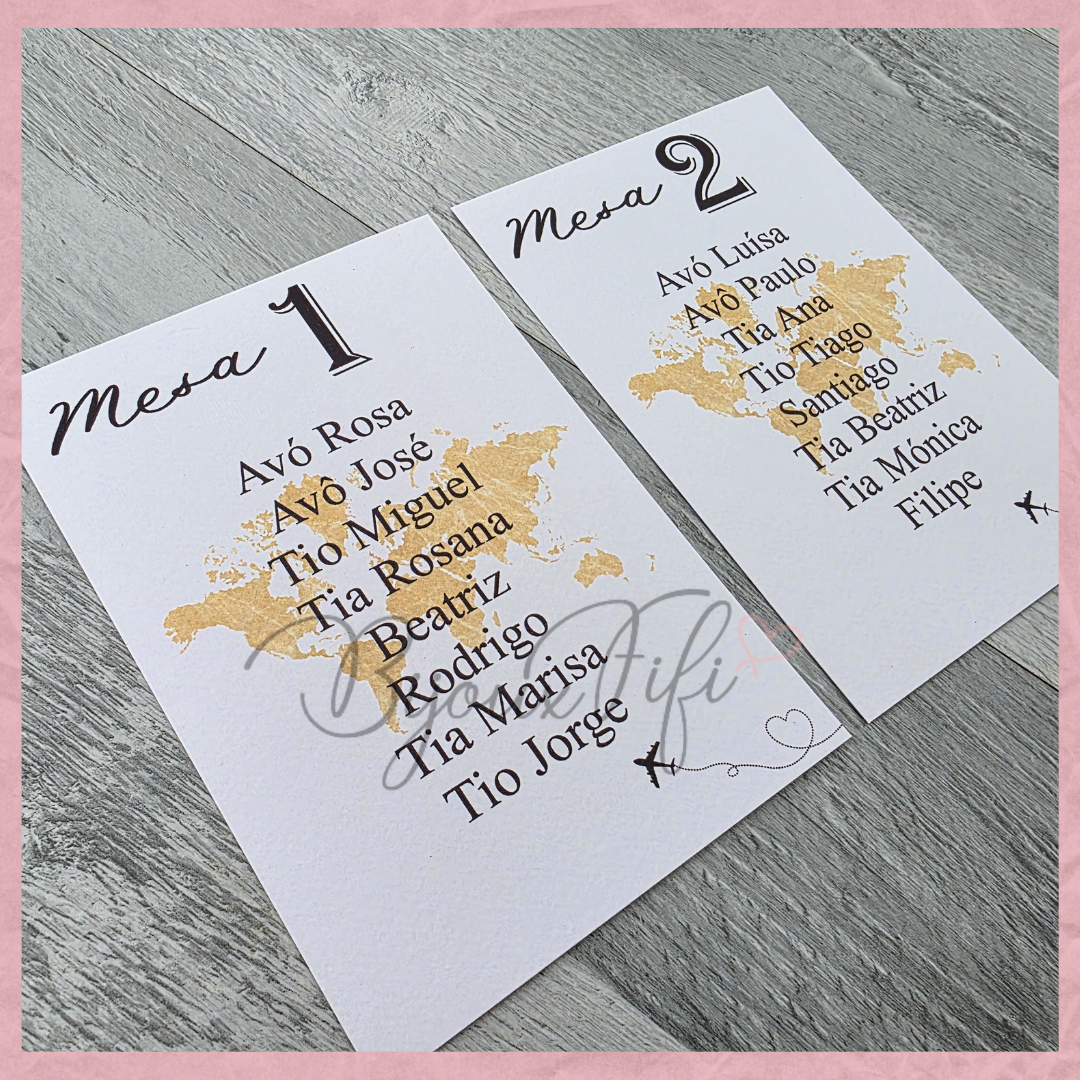 Mesa 1
Avó Rosa
Avô José
Tio Miguel
Tia Rosana
Beatriz
Rodrigo
Tia Marisa
Tio Jorge
Mesa 2
Avó Luísa
Avô Paulo
Tia Ana
Tio Tiago
Santiago
Tia Beatriz
Tia Mónica
Filipe